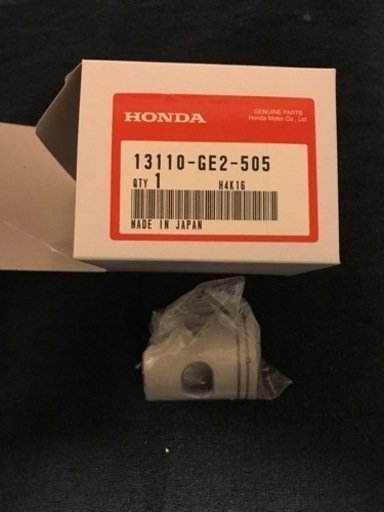 HONDA
GENUINE PARTS
Honda Motor Co., Ltd.
13110-GE2-505
QTY 1 H4K16
MADE IN JAPAN